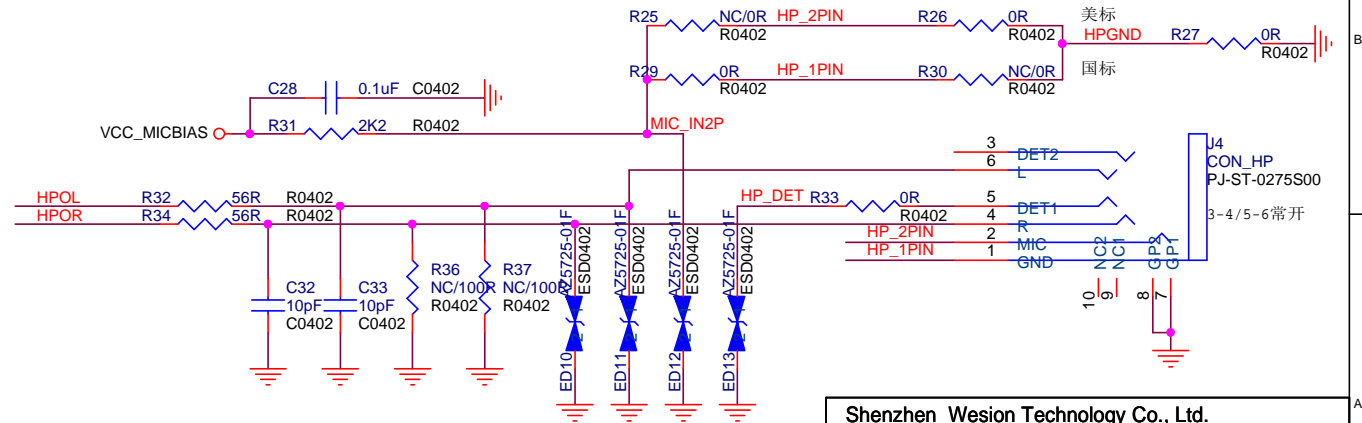 R25 NC/0R HP_2PIN R26 0R 美标
R0402 R0402 HPGND R27 0R
R0402
B
R29 0R HP_1PIN R30 NC/0R 国标
R0402 R0402
C28 0.1uF C0402
VCC_MICBIAS R31 2K2 R0402 MIC_IN2P
3 DET2
6 L
J4
CON_HP
PJ-ST-0275S00
HPOL R32 56R R0402
HPOR R34 56R R0402
HP_DET R33 0R
R0402
5 DET1
4 R
3-4/5-6常开
HP_2PIN 2 MIC
HP_1PIN 1 GND
NC2 NC1 GP2 GP1
10 9 8 7
AZ5725-01F ESD0402
AZ5725-01F ESD0402
AZ5725-01F ESD0402
AZ5725-01F ESD0402
C32
10pF
C0402
C33
10pF
C0402
R36
NC/100R
R0402
R37
NC/100R
R0402
ED10 ED11 ED12 ED13
Shenzhen Wesion Technology Co., Ltd.
A